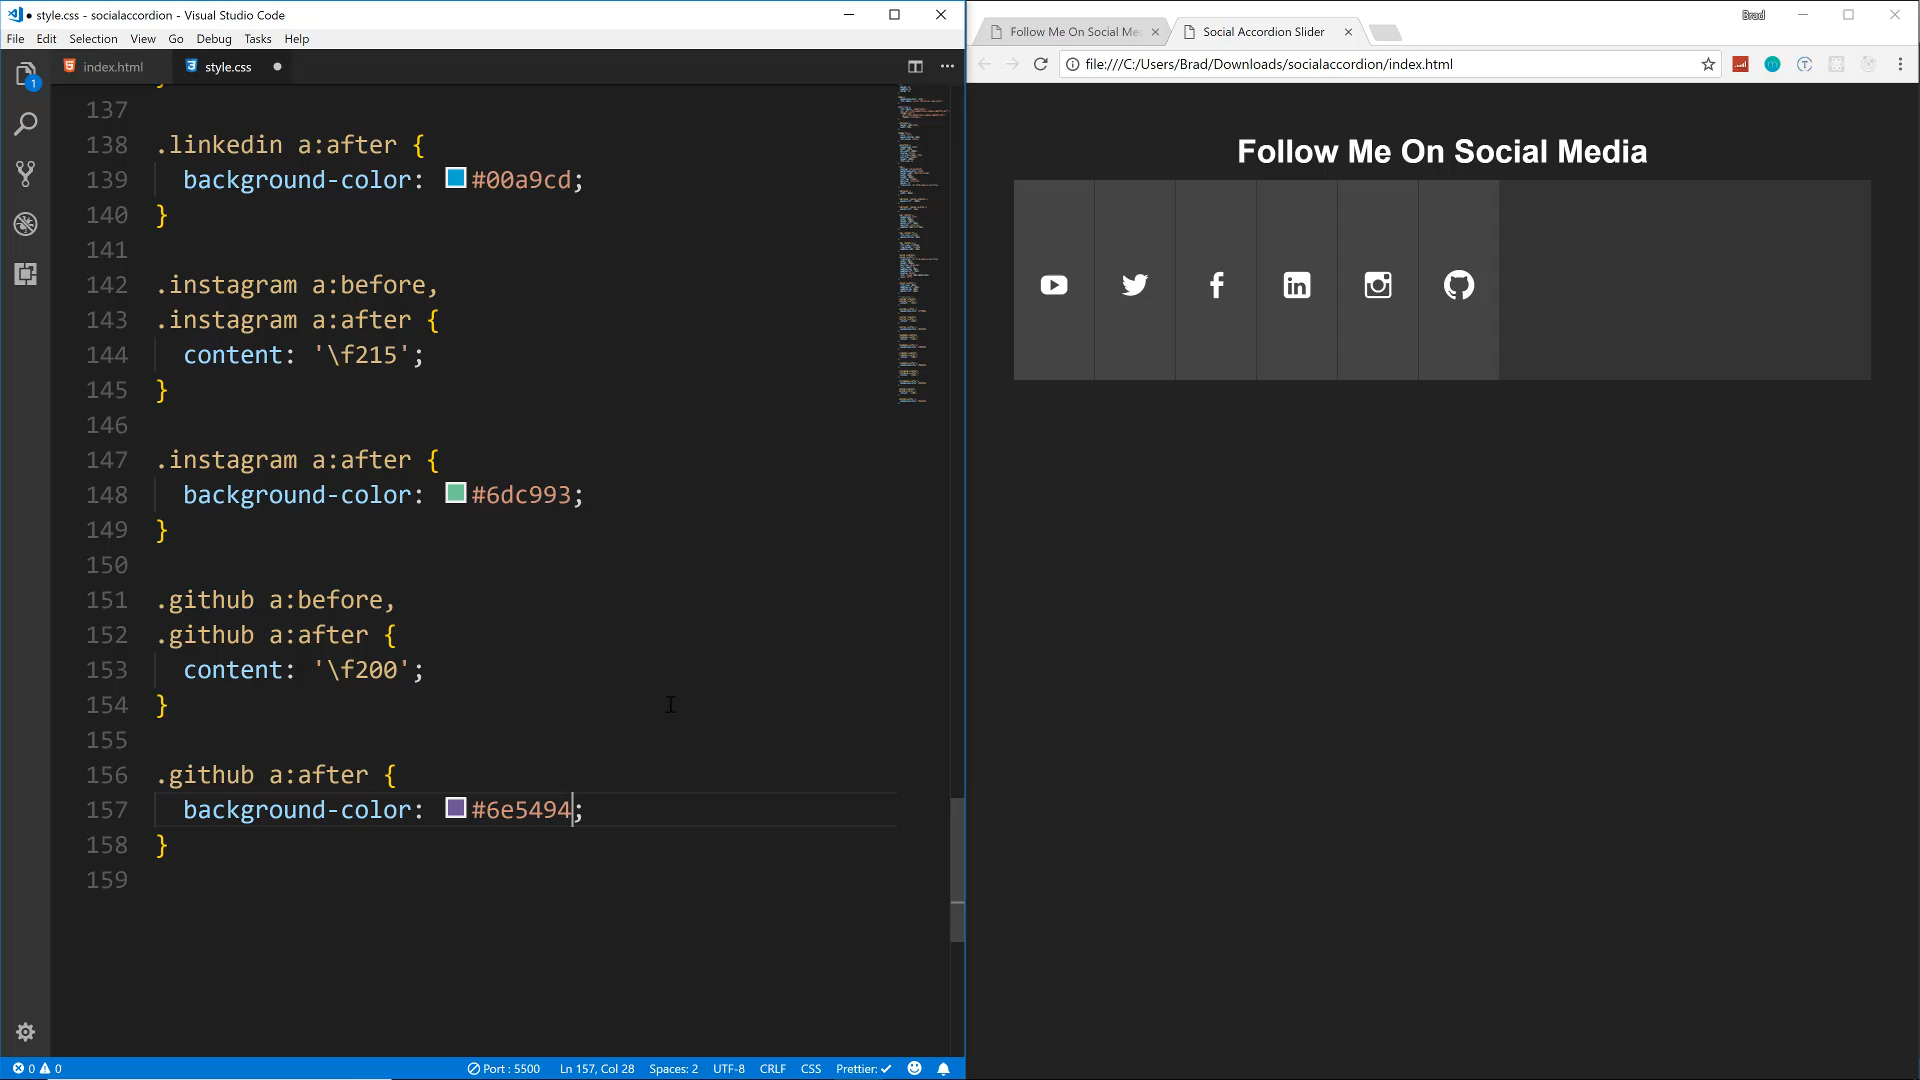 style.css - socialaccordion - Visual Studio Code
File Edit Selection View Go Debug Tasks Help
index.html style.css
1
137
138 .linkedin a:after {
139 background-color: #00a9cd;
140 }
141
142 .instagram a:before,
143 .instagram a:after {
144 content: '\f215';
145 }
146
147 .instagram a:after {
148 background-color: #6dc993;
149 }
150
151 .github a:before,
152 .github a:after {
153 content: '\f200';
154 }
155
156 .github a:after {
157 background-color: #6e5494;
158 }
159
0 0 Port : 5500 Ln 157, Col 28 Spaces: 2 UTF-8 CRLF CSS Prettier: ✓
Brad
Follow Me On Social Me Social Accordion Slider
file:///C:/Users/Brad/Downloads/socialaccordion/index.html
Follow Me On Social Media